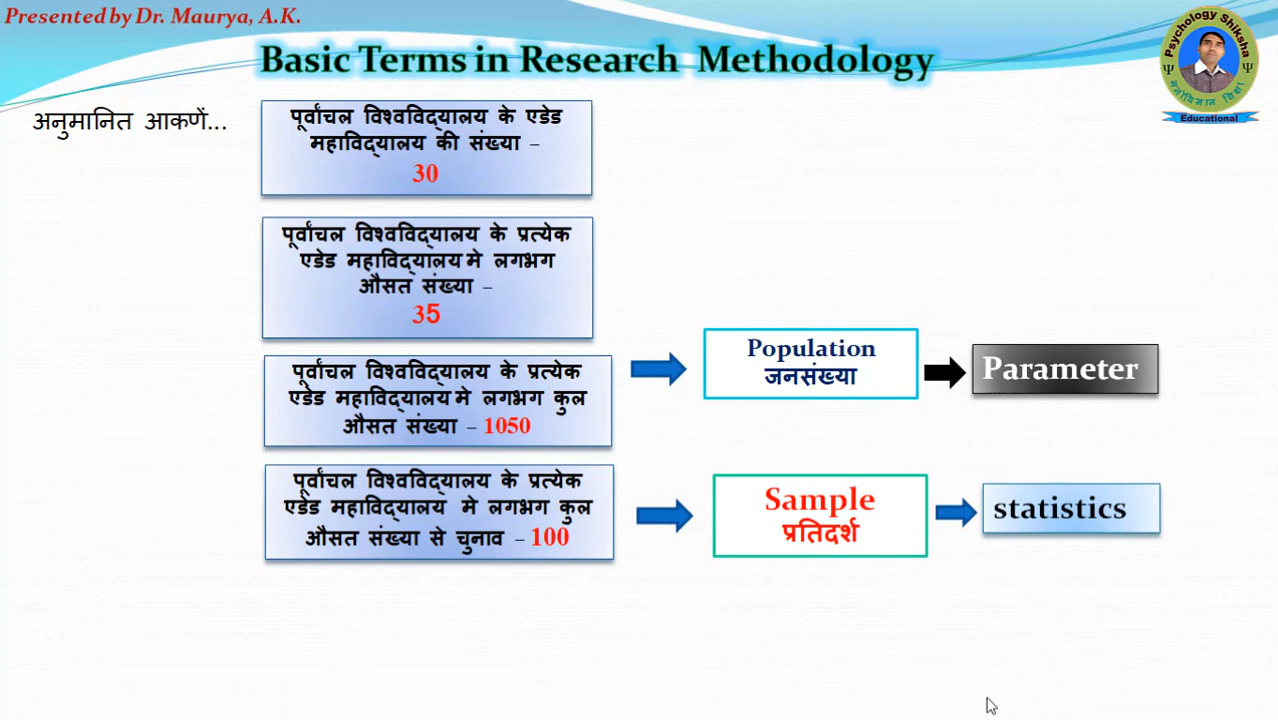 Presented by Dr. Maurya, A.K.
Basic Terms in Research Methodology
Psychology Shiksha
Ψ Ψ
मनोविज्ञान शिक्षा
Educational
अनुमानित आकणें...
पूर्वांचल विश्वविद्यालय के एडेड
महाविद्यालय की संख्या –
30
पूर्वांचल विश्वविद्यालय के प्रत्येक
एडेड महाविद्यालय मे लगभग
औसत संख्या –
35
पूर्वांचल विश्वविद्यालय के प्रत्येक
एडेड महाविद्यालय मे लगभग कुल
औसत संख्या – 1050
Population
जनसंख्या
Parameter
पूर्वांचल विश्वविद्यालय के प्रत्येक
एडेड महाविद्यालय मे लगभग कुल
औसत संख्या से चुनाव – 100
Sample
प्रतिदर्श
statistics